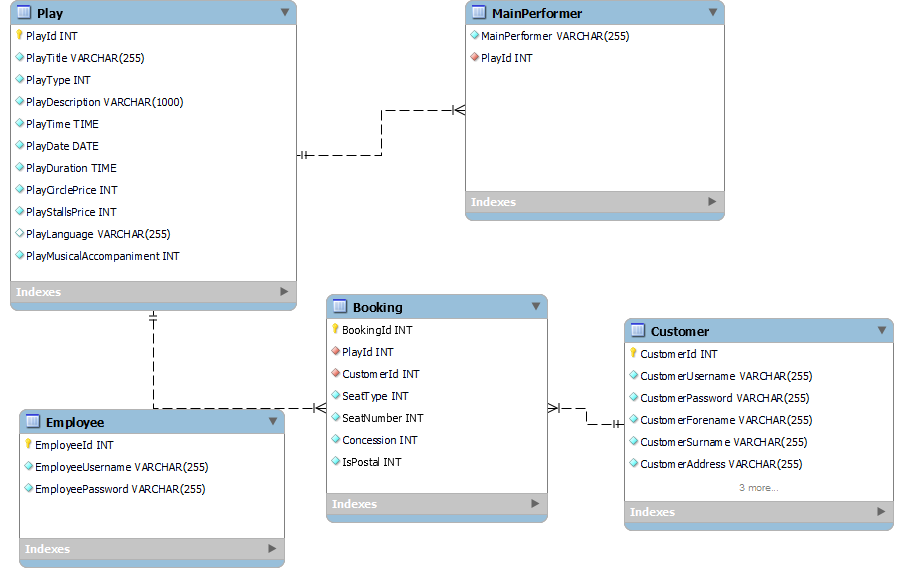 Play
PlayId INT
PlayTitle VARCHAR(255)
PlayType INT
PlayDescription VARCHAR(1000)
PlayTime TIME
PlayDate DATE
PlayDuration TIME
PlayCirclePrice INT
PlayStallsPrice INT
PlayLanguage VARCHAR(255)
PlayMusicalAccompaniment INT
Indexes
MainPerformer
MainPerformer VARCHAR(255)
PlayId INT
Indexes
Booking
BookingId INT
PlayId INT
CustomerId INT
SeatType INT
SeatNumber INT
Concession INT
IsPostal INT
Indexes
Customer
CustomerId INT
CustomerUsername VARCHAR(255)
CustomerPassword VARCHAR(255)
CustomerForename VARCHAR(255)
CustomerSurname VARCHAR(255)
CustomerAddress VARCHAR(255)
3 more...
Indexes
Employee
EmployeeId INT
EmployeeUsername VARCHAR(255)
EmployeePassword VARCHAR(255)
Indexes